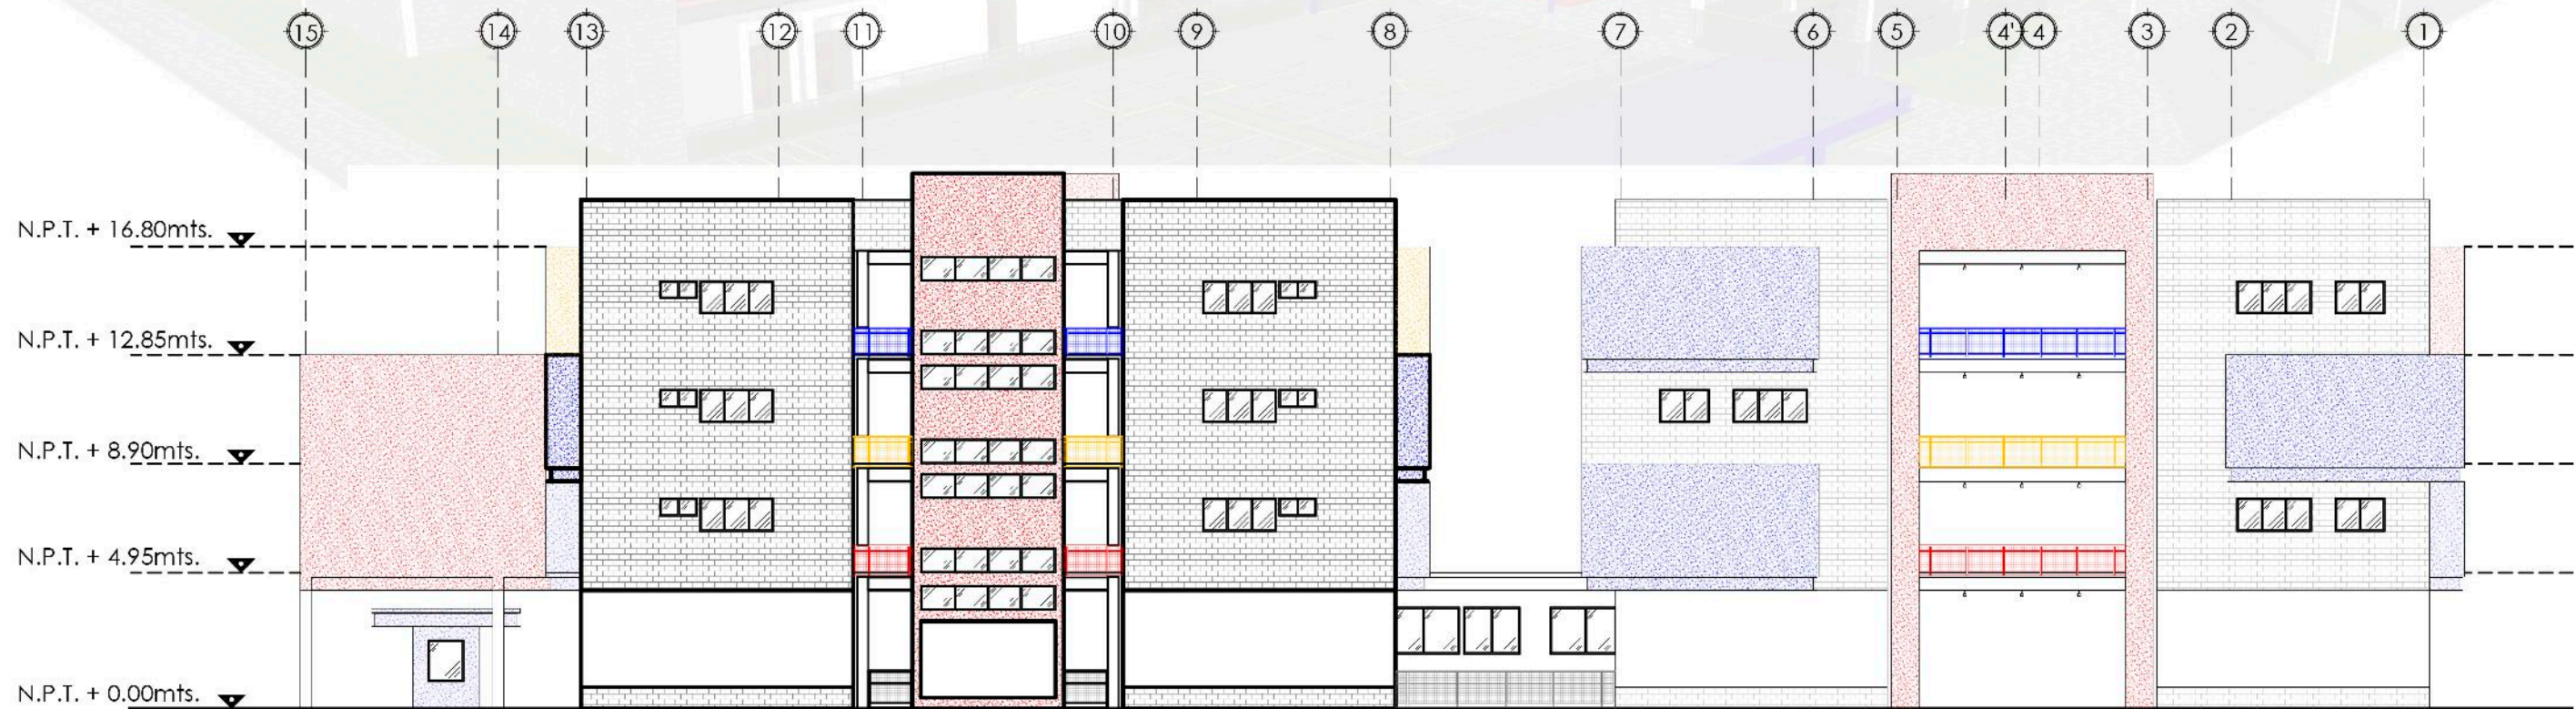 15 14 13 12 11 10 9 8 7 6 5 4' 4 3 2 1
N.P.T. + 16.80mts.
N.P.T. + 12.85mts.
N.P.T. + 8.90mts.
N.P.T. + 4.95mts.
N.P.T. + 0.00mts.